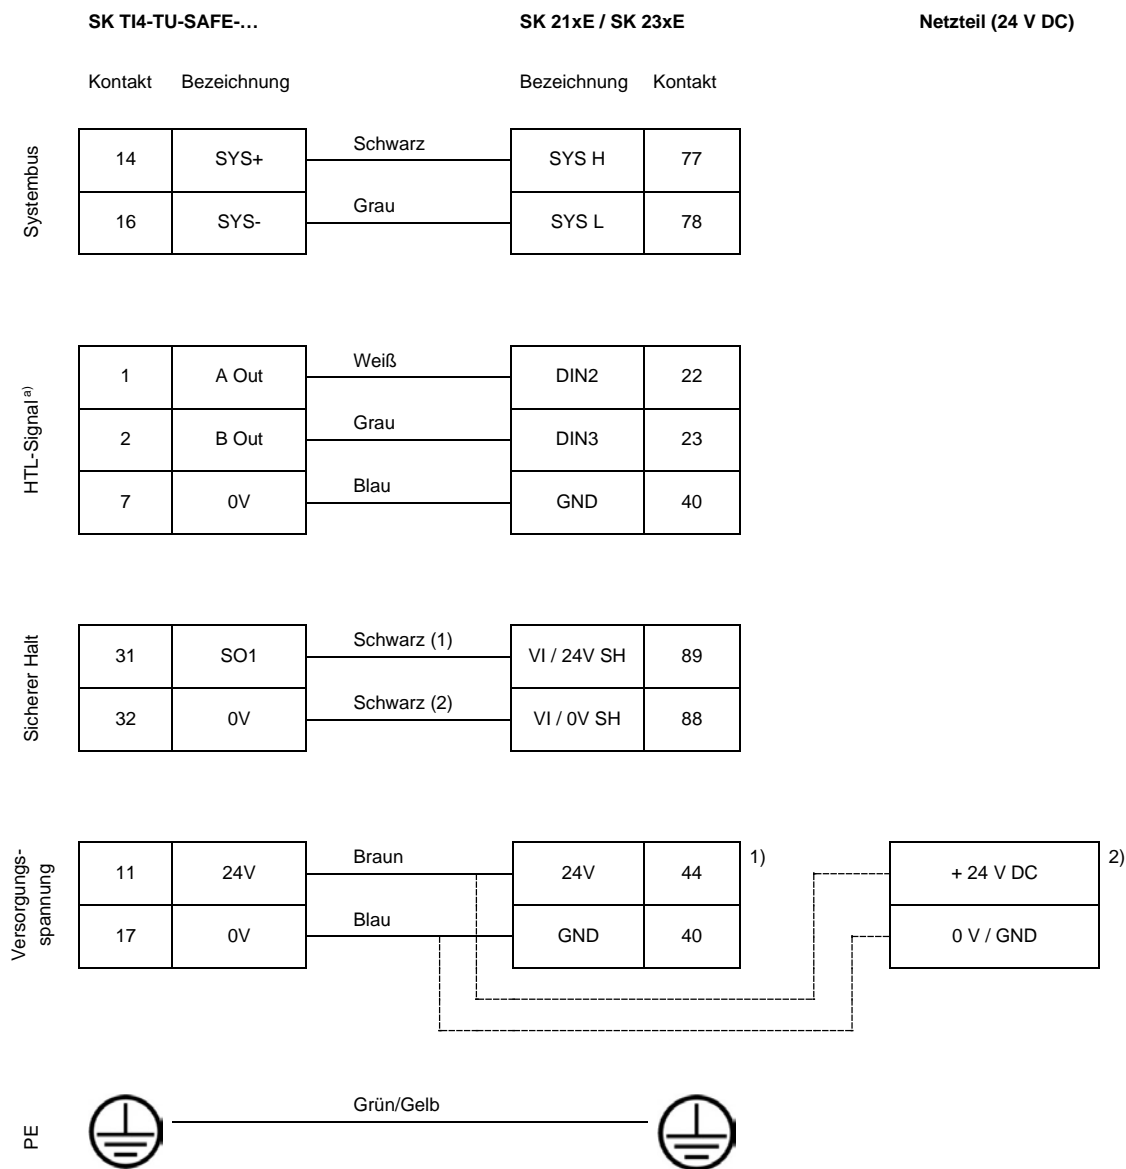 SK TI4-TU-SAFE-… SK 21xE / SK 23xE Netzteil (24 V DC)
Kontakt Bezeichnung Bezeichnung Kontakt
Systembus
14 SYS+ Schwarz SYS H 77
16 SYS- Grau SYS L 78
HTL-Signal a)
1 A Out Weiß DIN2 22
2 B Out Grau DIN3 23
7 0V Blau GND 40
Sicherer Halt
31 SO1 Schwarz (1) VI / 24V SH 89
32 0V Schwarz (2) VI / 0V SH 88
Versorgungs-
spannung
11 24V Braun 24V 44 1) + 24 V DC 2)
17 0V Blau GND 40 0 V / GND
PE
Grün/Gelb